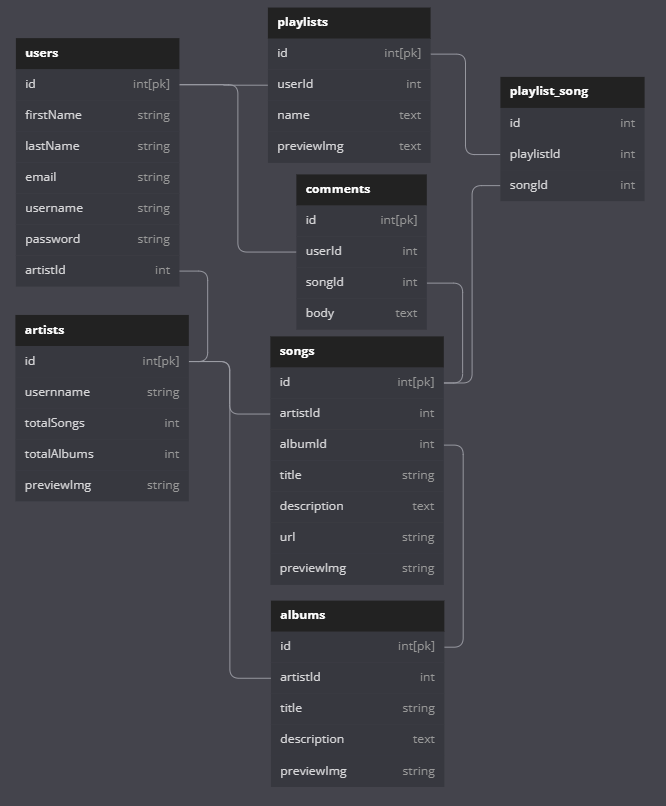 users
id int[pk]
firstName string
lastName string
email string
username string
password string
artistId int
artists
id int[pk]
usernname string
totalSongs int
totalAlbums int
previewImg string
playlists
id int[pk]
userId int
name text
previewImg text
comments
id int[pk]
userId int
songId int
body text
songs
id int[pk]
artistId int
albumId int
title string
description text
url string
previewImg string
albums
id int[pk]
artistId int
title string
description text
previewImg string
playlist_song
id int
playlistId int
songId int